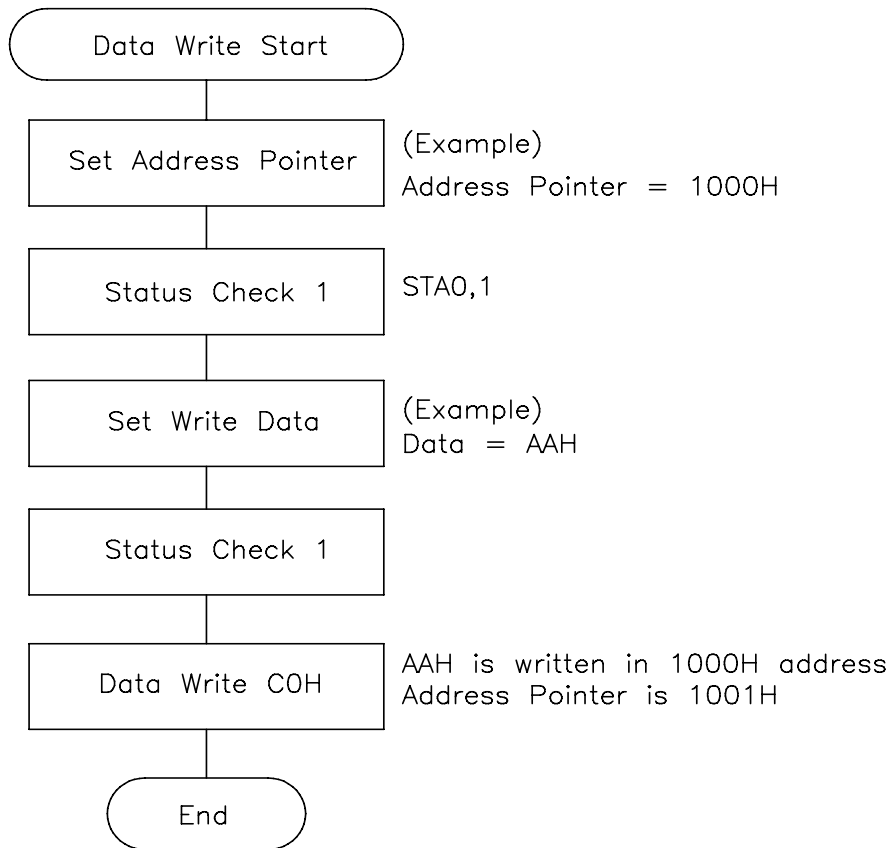 Data Write Start
Set Address Pointer
(Example)
Address Pointer = 1000H
Status Check 1
STA0,1
Set Write Data
(Example)
Data = AAH
Status Check 1
Data Write C0H
AAH is written in 1000H address
Address Pointer is 1001H
End